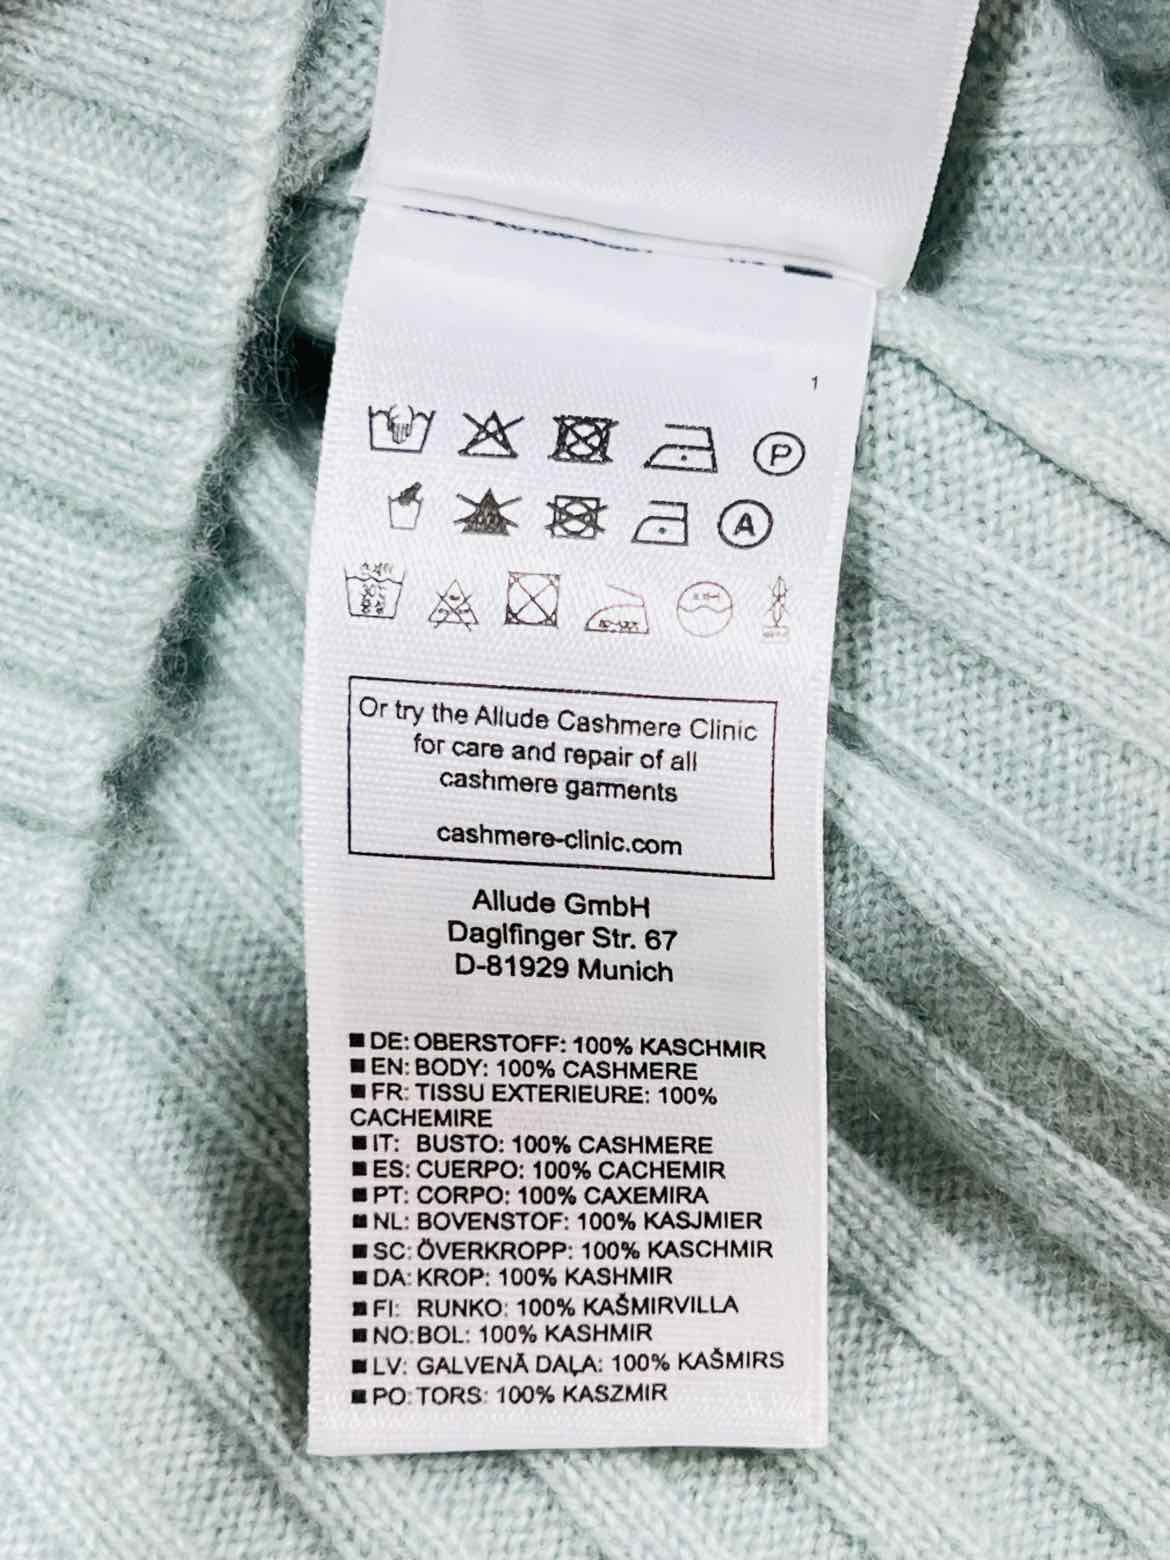 1
P
A
Or try the Allude Cashmere Clinic
for care and repair of all
cashmere garments
cashmere-clinic.com
Allude GmbH
Daglfinger Str. 67
D-81929 Munich
■ DE: OBERSTOFF: 100% KASCHMIR
■ EN: BODY: 100% CASHMERE
■ FR: TISSU EXTERIEURE: 100%
CACHEMIRE
■ IT: BUSTO: 100% CASHMERE
■ ES: CUERPO: 100% CACHEMIR
■ PT: CORPO: 100% CAXEMIRA
■ NL: BOVENSTOF: 100% KASJMIER
■ SC: ÖVERKROPP: 100% KASCHMIR
■ DA: KROP: 100% KASHMIR
■ FI: RUNKO: 100% KAŠMIRVILLA
■ NO: BOL: 100% KASHMIR
■ LV: GALVENĀ DAĻA: 100% KAŠMIRS
■ PO: TORS: 100% KASZMIR